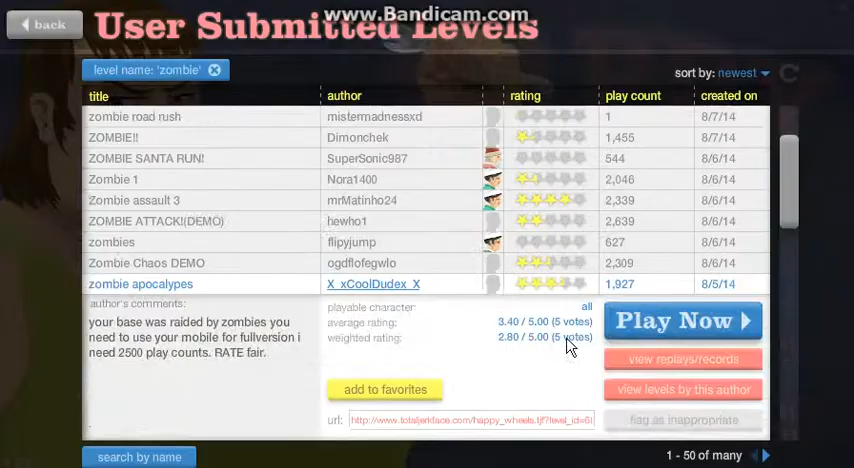 www.Bandicam.com
back
User Submitted Levels
level name: 'zombie'
sort by: newest
title author rating play count created on
zombie road rush mistermadnessxd 1 8/7/14
ZOMBIE!! Dimonchek 1,455 8/7/14
ZOMBIE SANTA RUN! SuperSonic987 544 8/6/14
Zombie 1 Nora1400 2,046 8/6/14
Zombie assault 3 mrMatinho24 2,339 8/6/14
ZOMBIE ATTACK!(DEMO) hewho1 2,639 8/6/14
zombies flipyjump 627 8/6/14
Zombie Chaos DEMO ogdflofegwlo 2,309 8/6/14
zombie apocalypes X_xCoolDudex_X 1,927 8/5/14
author's comments:
your base was raided by zombies you
need to use your mobile for fullversion i
need 2500 play counts. RATE fair.
.
playable character: all
average rating: 3.40 / 5.00 (5 votes)
weighted rating: 2.80 / 5.00 (5 votes)
add to favorites
url: http://www.totaljerkface.com/happy_wheels.tjf?level_id=6
Play Now
view replays/records
view levels by this author
flag as inappropriate
search by name
1 - 50 of many